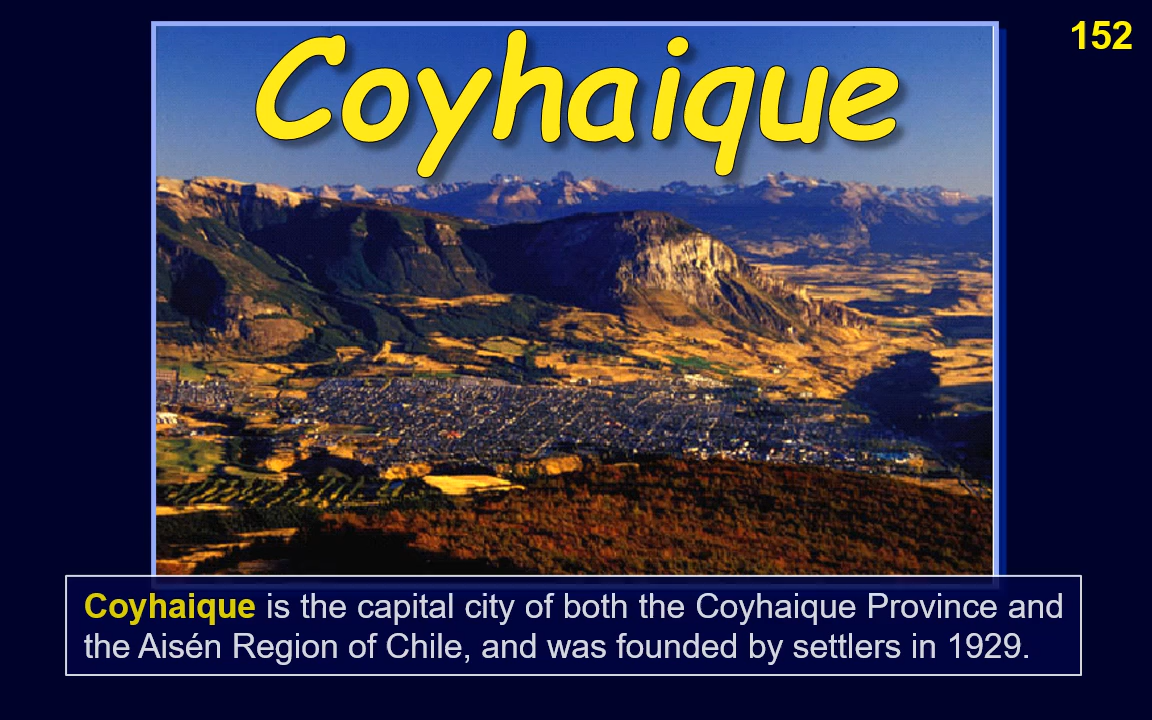 152
Coyhaique
Coyhaique is the capital city of both the Coyhaique Province and
the Aisén Region of Chile, and was founded by settlers in 1929.